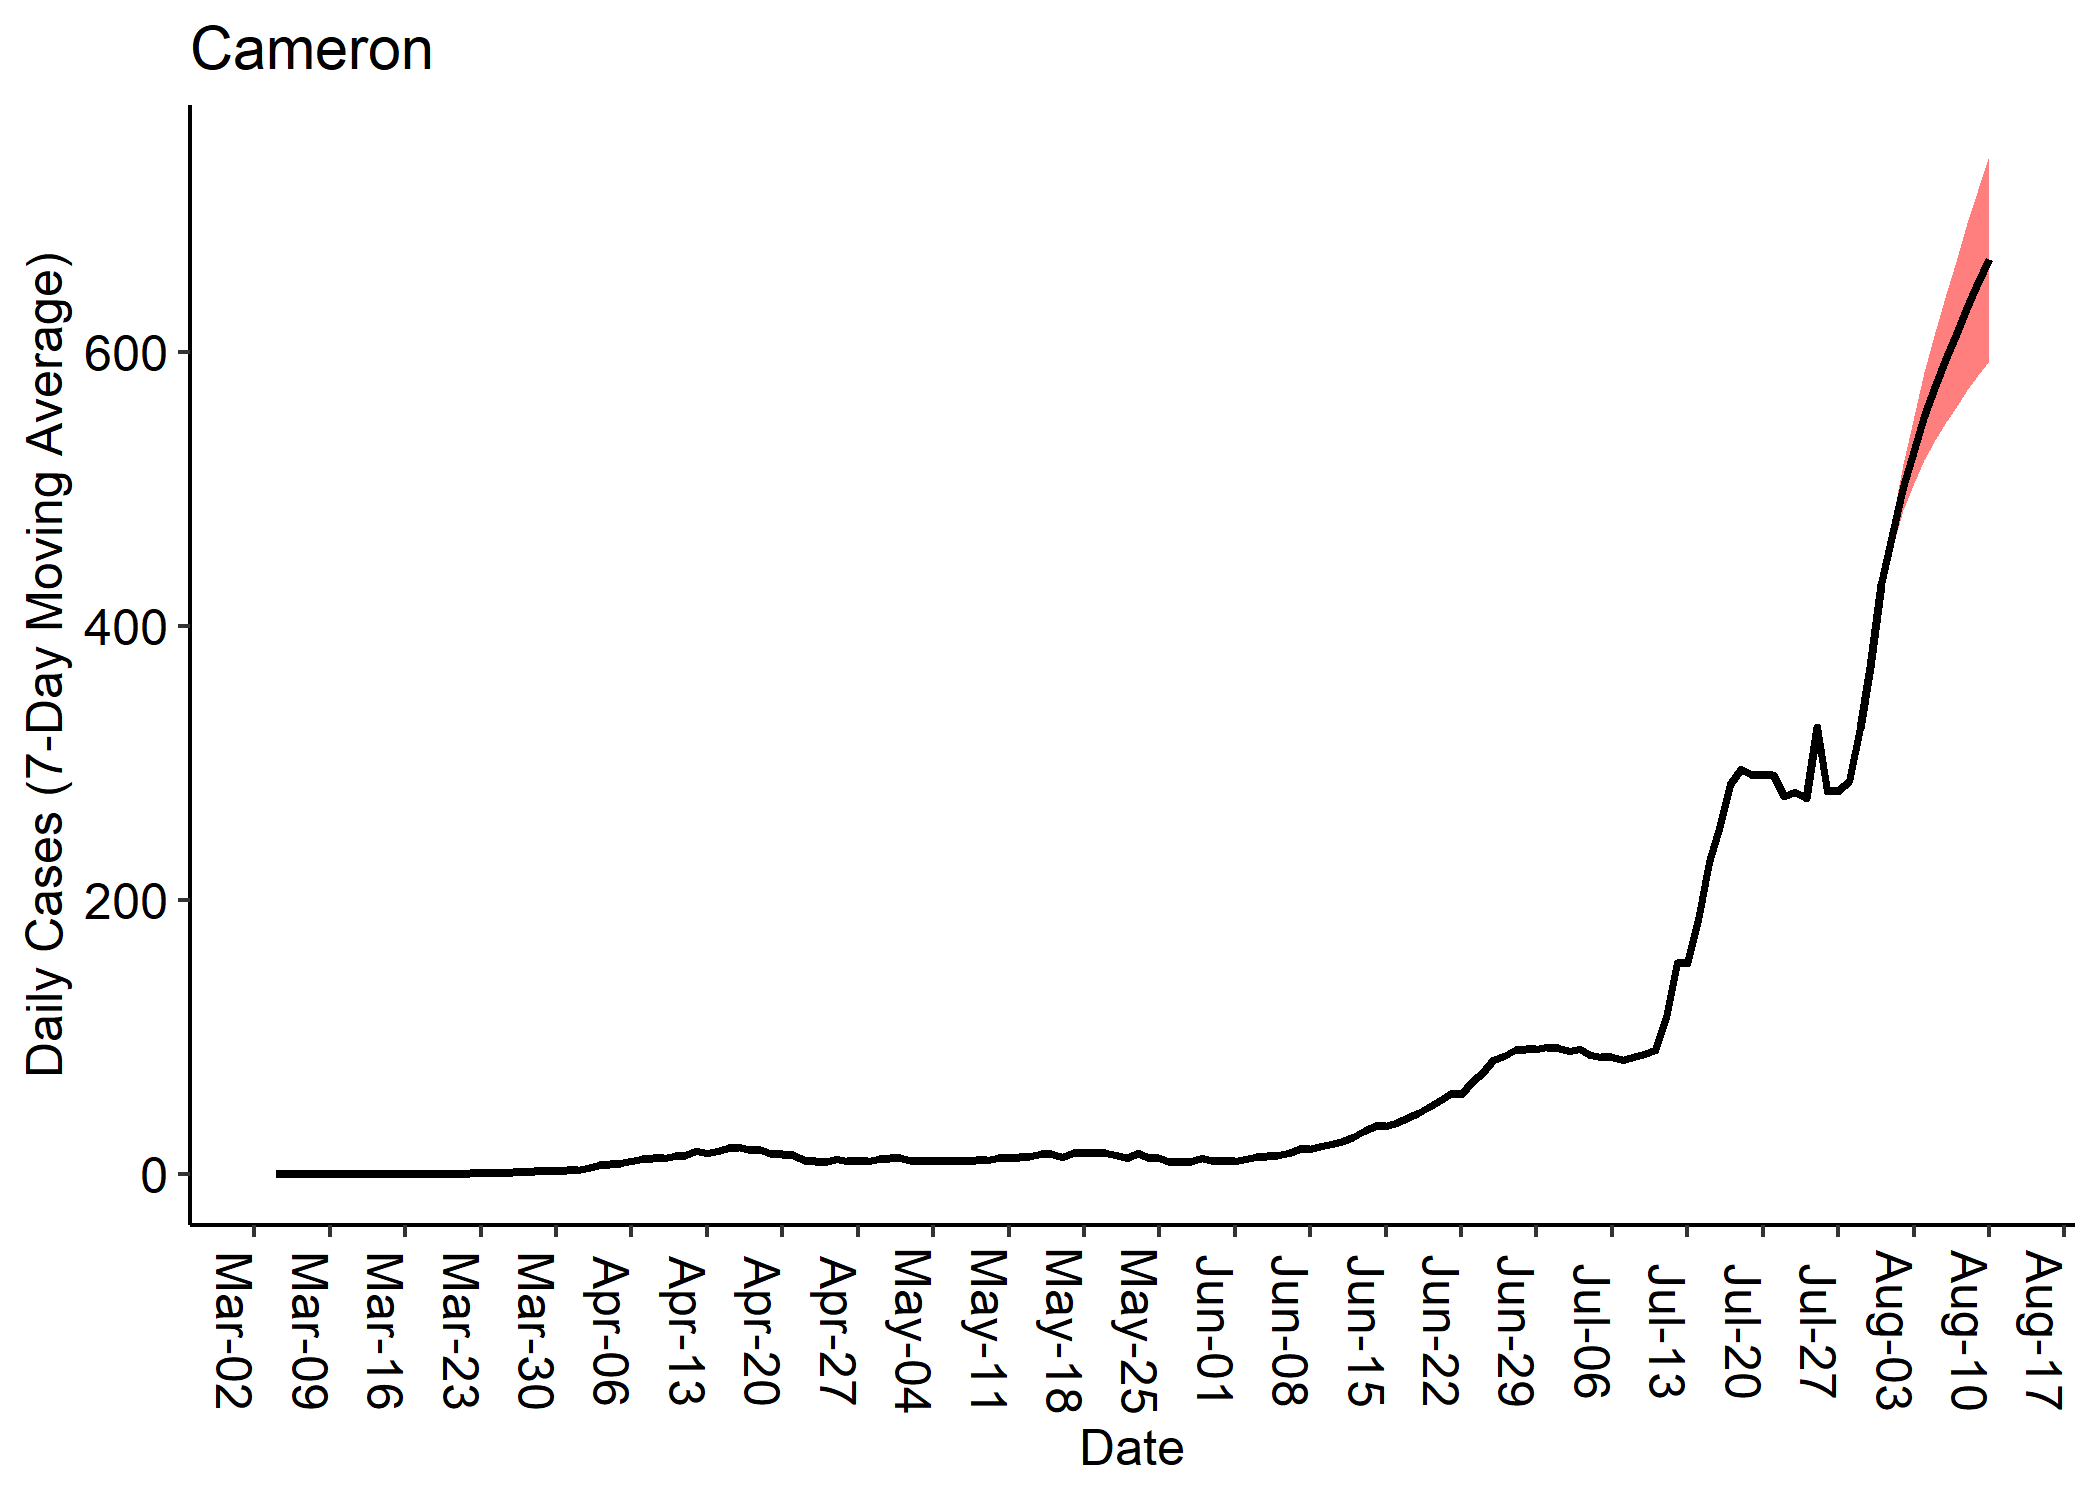 Cameron
Daily Cases (7-Day Moving Average)
600
400
200
0
Mar-02
Mar-09
Mar-16
Mar-23
Mar-30
Apr-06
Apr-13
Apr-20
Apr-27
May-04
May-11
May-18
May-25
Jun-01
Jun-08
Jun-15
Jun-22
Jun-29
Jul-06
Jul-13
Jul-20
Jul-27
Aug-03
Aug-10
Aug-17
Date